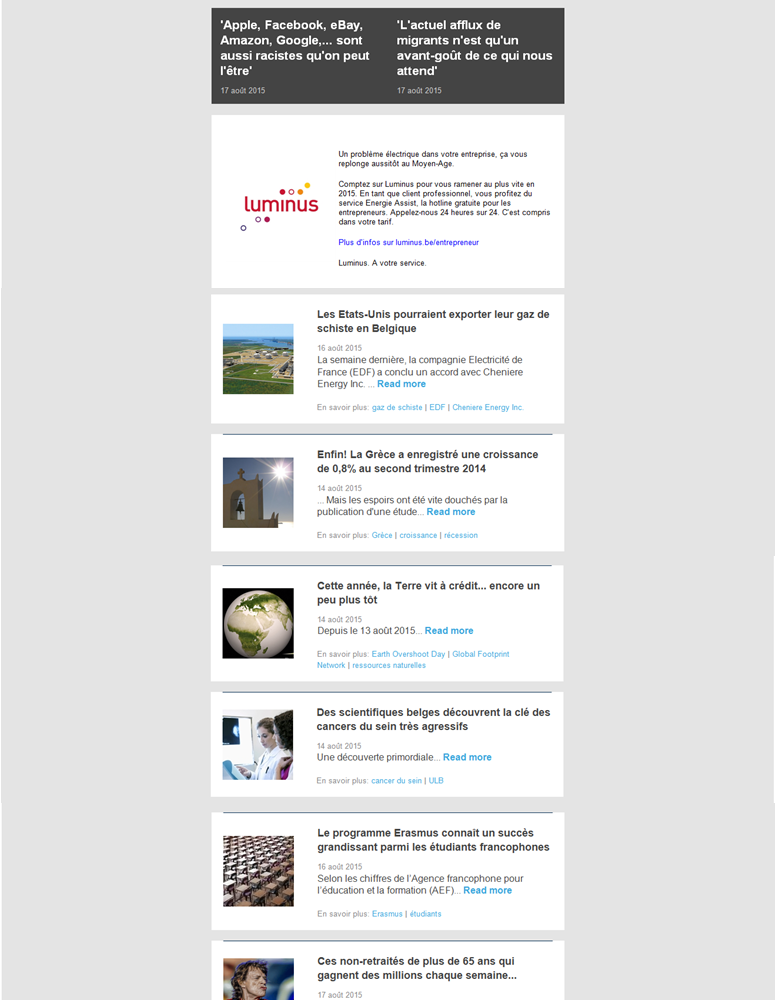 'Apple, Facebook, eBay,
Amazon, Google,... sont
aussi racistes qu'on peut
l'être'
17 août 2015
'L'actuel afflux de
migrants n'est qu'un
avant-goût de ce qui nous
attend'
17 août 2015
luminus
Un problème électrique dans votre entreprise, ça vous
replonge aussitôt au Moyen-Age.
Comptez sur Luminus pour vous ramener au plus vite en
2015. En tant que client professionnel, vous profitez du
service Energie Assist, la hotline gratuite pour les
entrepreneurs. Appelez-nous 24 heures sur 24. C'est compris
dans votre tarif.
Plus d'infos sur luminus.be/entrepreneur
Luminus. A votre service.
Les Etats-Unis pourraient exporter leur gaz de
schiste en Belgique
16 août 2015
La semaine dernière, la compagnie Electricité de
France (EDF) a conclu un accord avec Cheniere
Energy Inc. ... Read more
En savoir plus: gaz de schiste | EDF | Cheniere Energy Inc.
Enfin! La Grèce a enregistré une croissance
de 0,8% au second trimestre 2014
14 août 2015
... Mais les espoirs ont été vite douchés par la
publication d'une étude... Read more
En savoir plus: Grèce | croissance | récession
Cette année, la Terre vit à crédit... encore un
peu plus tôt
14 août 2015
Depuis le 13 août 2015... Read more
En savoir plus: Earth Overshoot Day | Global Footprint
Network | ressources naturelles
Des scientifiques belges découvrent la clé des
cancers du sein très agressifs
14 août 2015
Une découverte primordiale... Read more
En savoir plus: cancer du sein | ULB
Le programme Erasmus connaît un succès
grandissant parmi les étudiants francophones
16 août 2015
Selon les chiffres de l'Agence francophone pour
l'éducation et la formation (AEF)... Read more
En savoir plus: Erasmus | étudiants
Ces non-retraités de plus de 65 ans qui
gagnent des millions chaque semaine...
17 août 2015